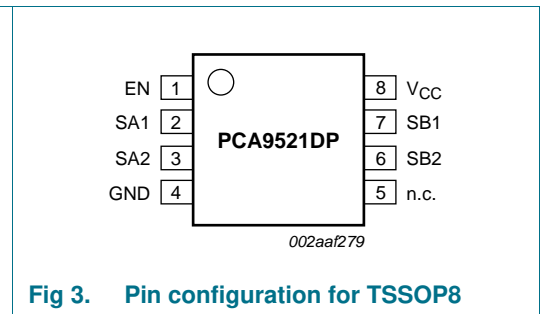 EN 1 8 VCC
SA1 2 7 SB1
PCA9521DP
SA2 3 6 SB2
GND 4 5 n.c.
002aaf279
Fig 3. Pin configuration for TSSOP8